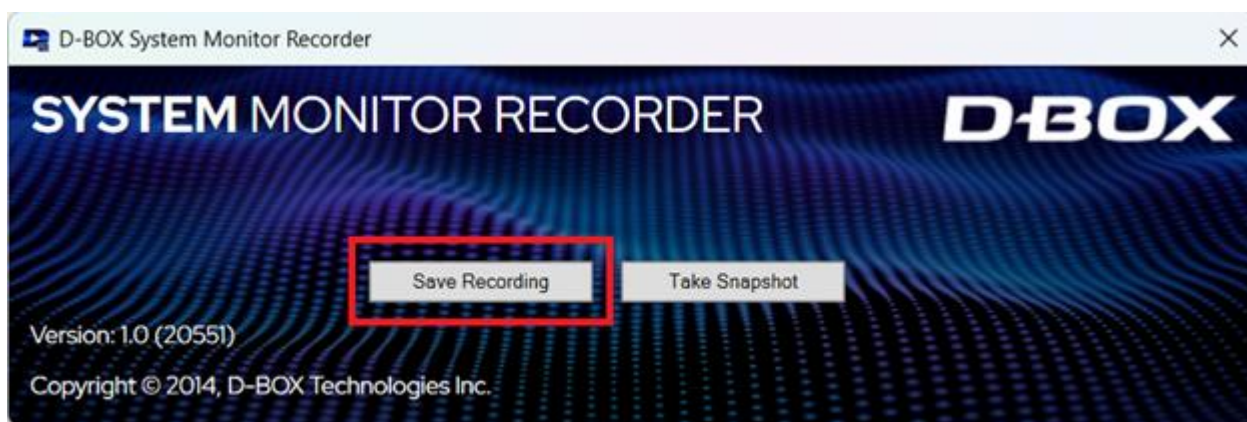 D-BOX System Monitor Recorder
SYSTEM MONITOR RECORDER
D-BOX
Save Recording
Take Snapshot
Version: 1.0 (20551)
Copyright © 2014, D-BOX Technologies Inc.